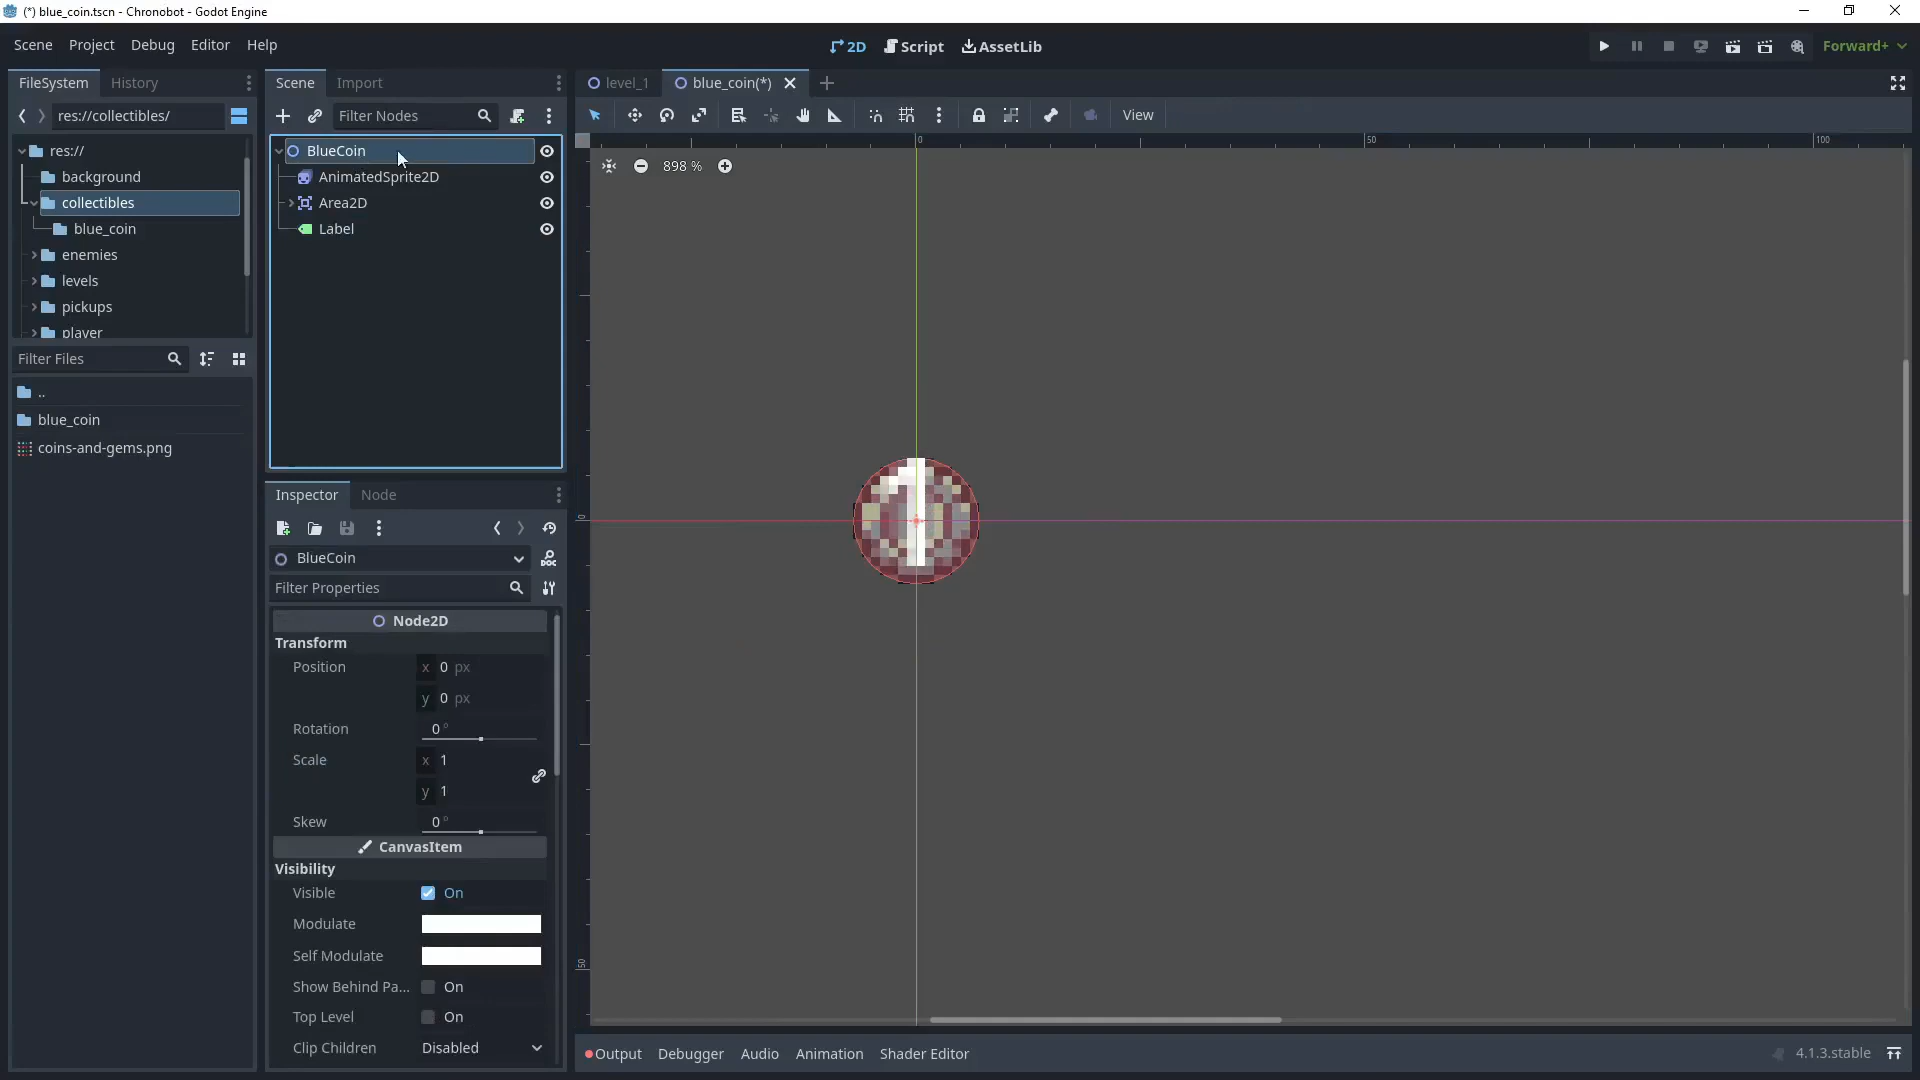 (*) blue_coin.tscn - Chronobot - Godot Engine
Scene Project Debug Editor Help
2D Script AssetLib
Forward+
FileSystem History
res://collectibles/
res://
background
collectibles
blue_coin
enemies
levels
pickups
player
Filter Files
..
blue_coin
coins-and-gems.png
Scene Import
Filter Nodes
BlueCoin
AnimatedSprite2D
Area2D
Label
Inspector Node
BlueCoin
Filter Properties
Node2D
Transform
Position x 0 px
y 0 px
Rotation 0 °
Scale x 1
y 1
Skew 0 °
CanvasItem
Visibility
Visible On
Modulate
Self Modulate
Show Behind Pa... On
Top Level On
Clip Children Disabled
level_1 blue_coin(*)
View
0 50 100
898 %
0
50
Output Debugger Audio Animation Shader Editor
4.1.3.stable